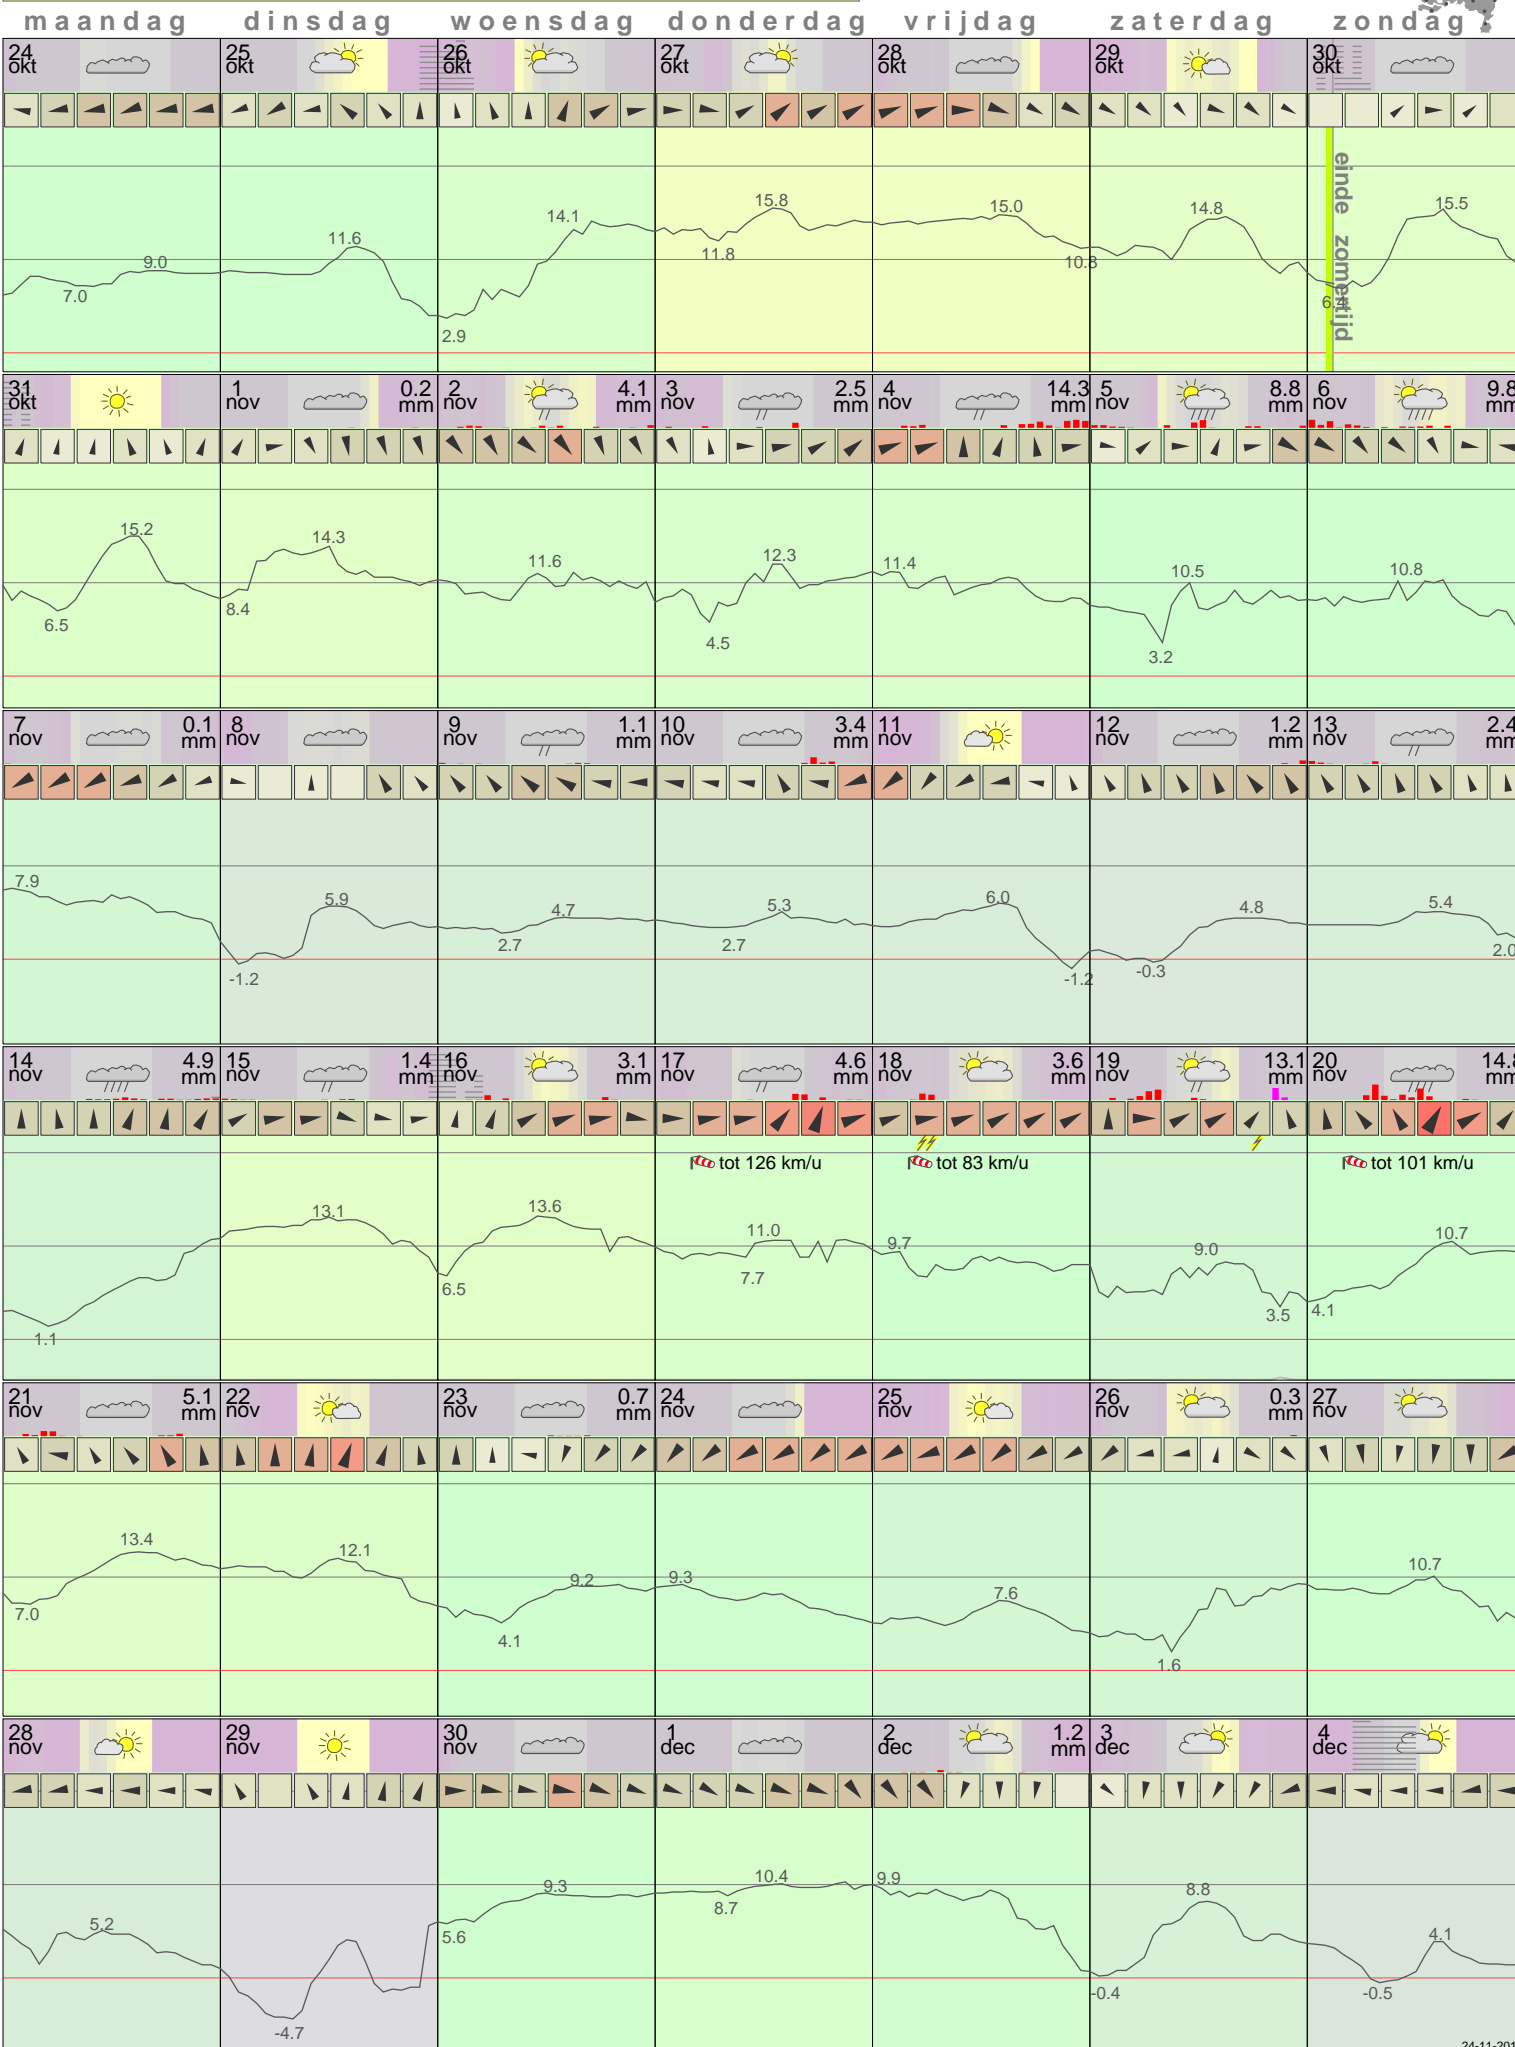 maandag dinsdag woensdag donderdag vrijdag zaterdag zondag
24 okt 25 okt 26 okt 27 okt 28 okt 29 okt 30 okt
einde zomertijd
7.0 9.0 11.6 2.9 14.1 11.8 15.8 15.0 10.8 14.8 15.5
31 okt 1 nov 0.2 mm 2 nov 4.1 mm 3 nov 2.5 mm 4 nov 14.3 mm 5 nov 8.8 mm 6 nov 9.8 mm
6.5 15.2 8.4 14.3 11.6 4.5 12.3 11.4 3.2 10.5 10.8
7 nov 0.1 mm 8 nov 9 nov 1.1 mm 10 nov 3.4 mm 11 nov 12 nov 1.2 mm 13 nov 2.4 mm
7.9 -1.2 5.9 2.7 4.7 2.7 5.3 6.0 -1.2 -0.3 4.8 5.4 2.0
14 nov 4.9 mm 15 nov 1.4 mm 16 nov 3.1 mm 17 nov 4.6 mm 18 nov 3.6 mm 19 nov 13.1 mm 20 nov 14.8 mm
tot 126 km/u tot 83 km/u tot 101 km/u
1.1 13.1 6.5 13.6 7.7 11.0 9.7 9.0 3.5 4.1 10.7
21 nov 5.1 mm 22 nov 23 nov 0.7 mm 24 nov 25 nov 26 nov 0.3 mm 27 nov
7.0 13.4 12.1 4.1 9.2 9.3 7.6 1.6 10.7
28 nov 29 nov 30 nov 1 dec 2 dec 1.2 mm 3 dec 4 dec
5.2 -4.7 5.6 9.3 8.7 10.4 9.9 -0.4 8.8 -0.5 4.1